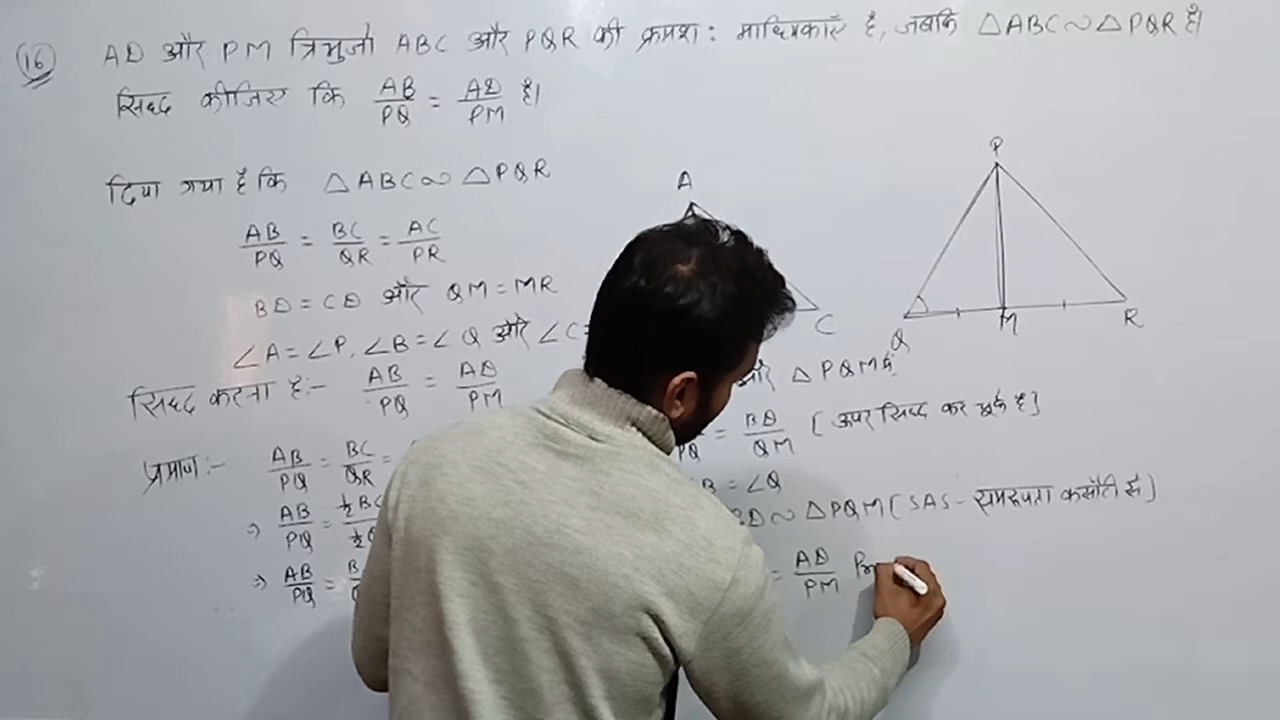 16 AD और PM त्रिभुजो ABC और PQR की क्रमश: माध्यिकाएँ है, जबकि △ABC ~ △PQR है।
सिध्द कीजिए कि AB/PQ = AD/PM है।
दिया गया है कि △ABC ~ △PQR
AB/PQ = BC/QR = AC/PR
BD = CD और QM = MR
∠A = ∠P, ∠B = ∠Q और ∠C =
सिध्द करना है:- AB/PQ = AD/PM
प्रमाण:- AB/PQ = BC/QR =
⇒ AB/PQ = ½BC
⇒ AB/PQ =
A
C
P
Q
M
R
और △PQM में
= BD/QM [ऊपर सिध्द कर चुके है]
B = ∠Q
BD ~ △PQM (SAS - समरूपता कसौटी से)
= AD/PM